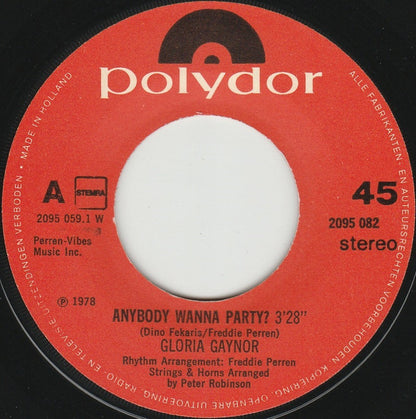 polydor
MADE IN HOLLAND
ALLE FABRIKANTEN- EN AUTEURSRECHTEN VOORBEHOUDEN · KOPIERING, OPENBARE UITVOERING, RADIO- EN TELEVISIE-UITZENDINGEN VERBODEN ·
A STEMRA
45
2095 059.1 W
2095 082
Perren-Vibes
Music Inc.
stereo
℗ 1978
ANYBODY WANNA PARTY? 3'28"
(Dino Fekaris/Freddie Perren)
GLORIA GAYNOR
Rhythm Arrangement: Freddie Perren
Strings & Horns Arranged
by Peter Robinson